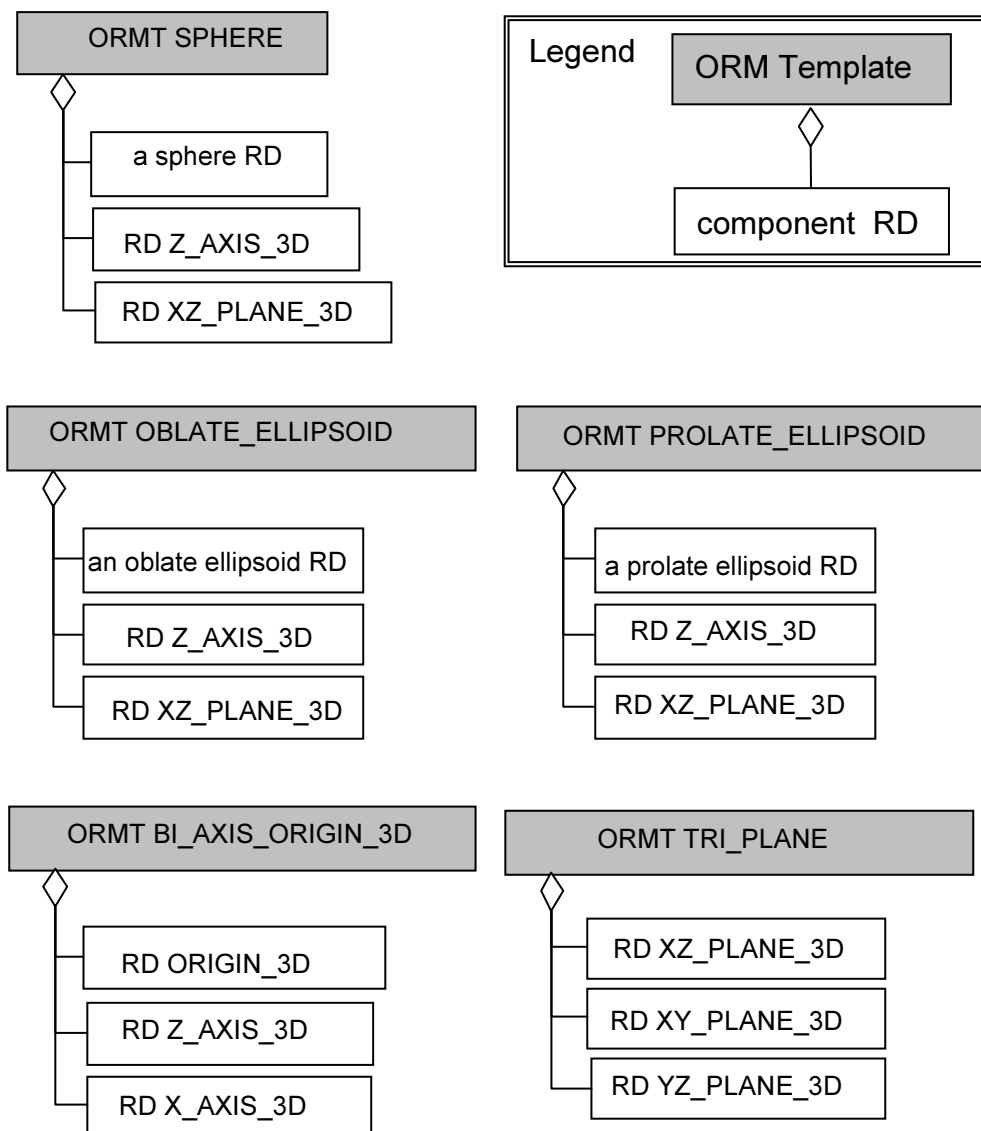 ORMT SPHERE
a sphere RD
RD Z_AXIS_3D
RD XZ_PLANE_3D
Legend
ORM Template
component RD
ORMT OBLATE_ELLIPSOID
an oblate ellipsoid RD
RD Z_AXIS_3D
RD XZ_PLANE_3D
ORMT PROLATE_ELLIPSOID
a prolate ellipsoid RD
RD Z_AXIS_3D
RD XZ_PLANE_3D
ORMT BI_AXIS_ORIGIN_3D
RD ORIGIN_3D
RD Z_AXIS_3D
RD X_AXIS_3D
ORMT TRI_PLANE
RD XZ_PLANE_3D
RD XY_PLANE_3D
RD YZ_PLANE_3D